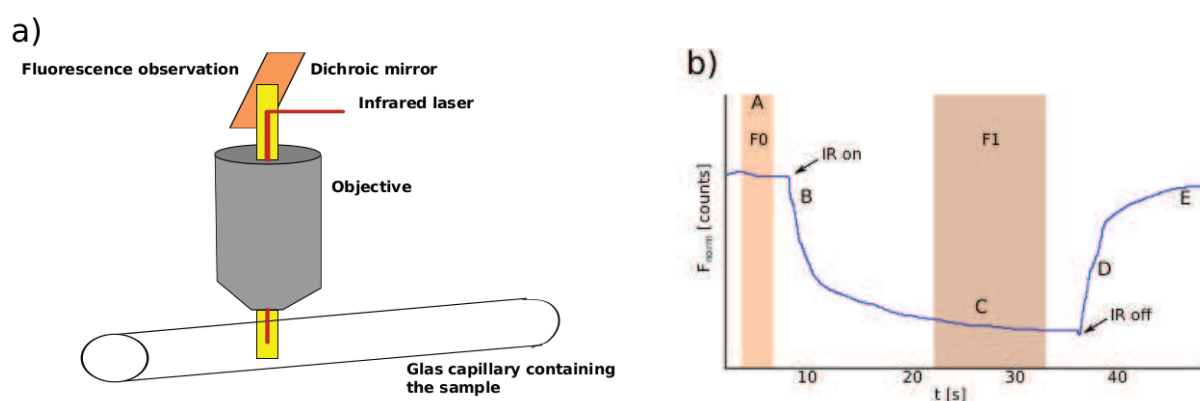 a)
Fluorescence observation
Dichroic mirror
Infrared laser
Objective
Glas capillary containing
the sample
b)
A
F0
F1
IR on
B
E
F_norm [counts]
D
C
IR off
10 20 30 40
t [s]